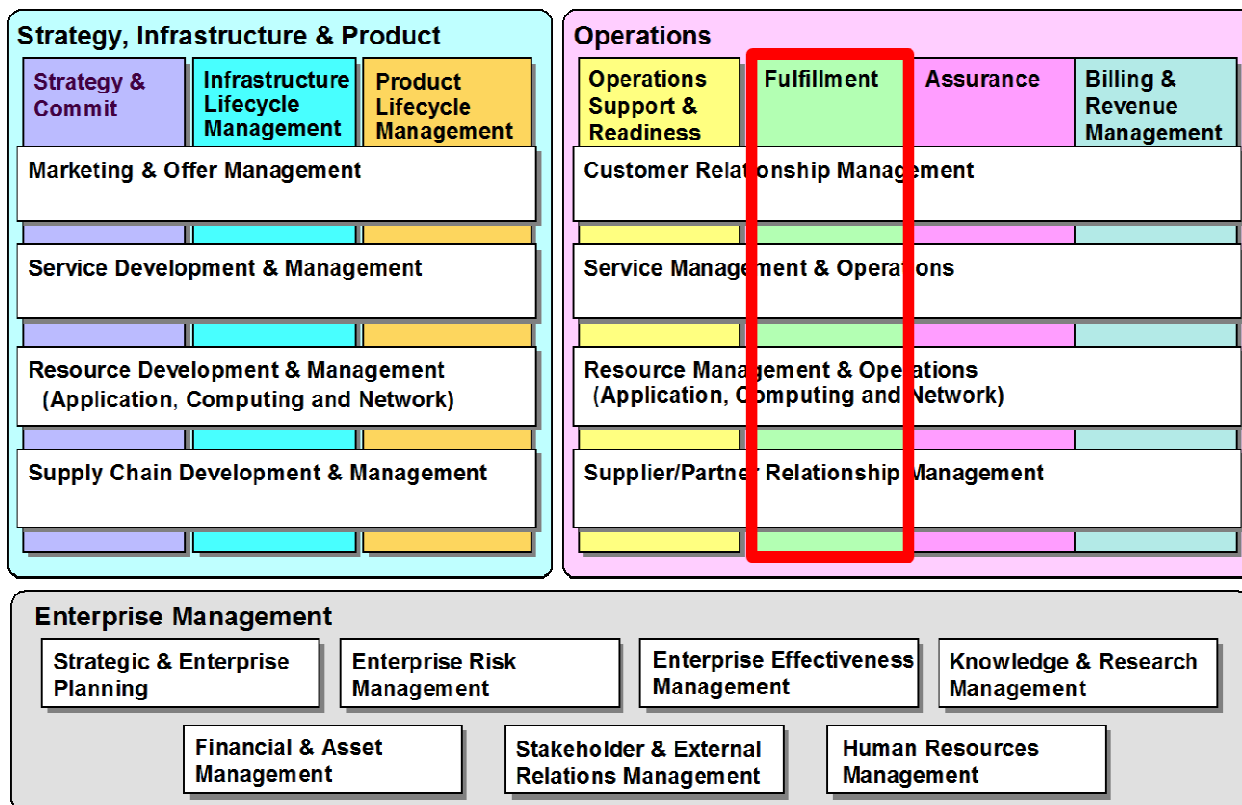 Strategy, Infrastructure & Product
Strategy &
Commit
Infrastructure
Lifecycle
Management
Product
Lifecycle
Management
Marketing & Offer Management
Service Development & Management
Resource Development & Management
(Application, Computing and Network)
Supply Chain Development & Management
Operations
Operations
Support &
Readiness
Fulfillment
Assurance
Billing &
Revenue
Management
Customer Relationship Management
Service Management & Operations
Resource Management & Operations
(Application, Computing and Network)
Supplier/Partner Relationship Management
Enterprise Management
Strategic & Enterprise
Planning
Enterprise Risk
Management
Enterprise Effectiveness
Management
Knowledge & Research
Management
Financial & Asset
Management
Stakeholder & External
Relations Management
Human Resources
Management